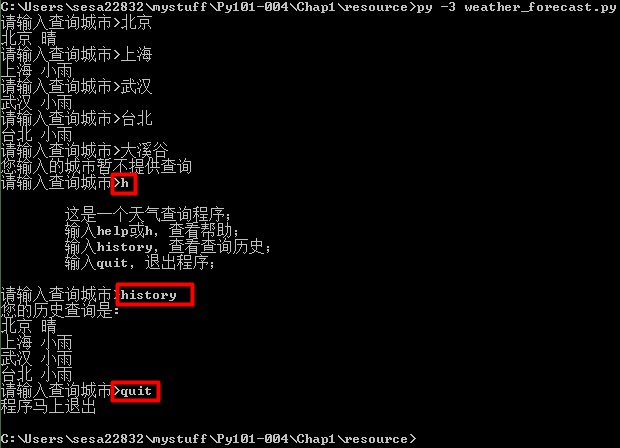 C:\Users\sesa22832\mystuff\Py101-004\Chap1\resource>py -3 weather_forecast.py
请输入查询城市>北京
北京 晴
请输入查询城市>上海
上海 小雨
请输入查询城市>武汉
武汉 小雨
请输入查询城市>台北
台北 小雨
请输入查询城市>大溪谷
您输入的城市暂不提供查询
请输入查询城市>h
这是一个天气查询程序;
输入help或h, 查看帮助;
输入history, 查看查询历史;
输入quit, 退出程序;
请输入查询城市>history
您的历史查询是:
北京 晴
上海 小雨
武汉 小雨
台北 小雨
请输入查询城市>quit
程序马上退出
C:\Users\sesa22832\mystuff\Py101-004\Chap1\resource>